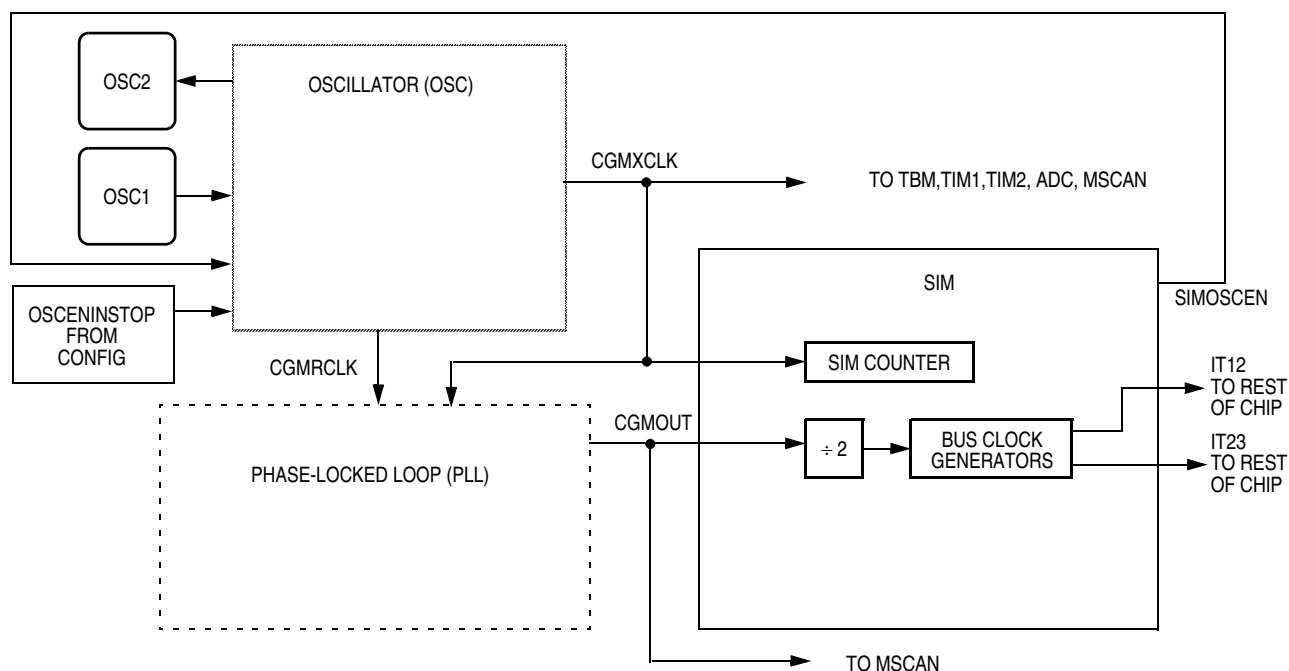 OSC2
OSCILLATOR (OSC)
CGMXCLK
TO TBM,TIM1,TIM2, ADC, MSCAN
OSC1
SIM
SIMOSCEN
OSCENINSTOP
FROM
CONFIG
CGMRCLK
SIM COUNTER
IT12
TO REST
OF CHIP
CGMOUT
÷ 2
BUS CLOCK
GENERATORS
IT23
TO REST
OF CHIP
PHASE-LOCKED LOOP (PLL)
TO MSCAN